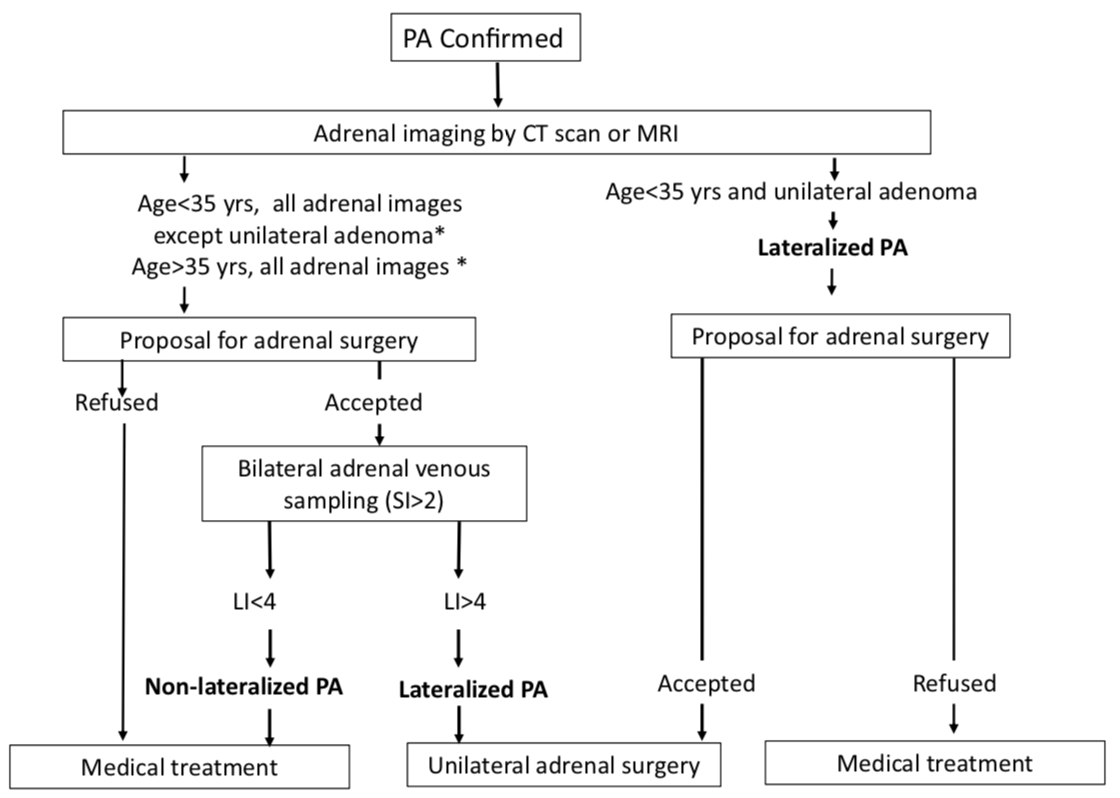 PA Confirmed
Adrenal imaging by CT scan or MRI
Age<35 yrs, all adrenal images
except unilateral adenoma*
Age>35 yrs, all adrenal images *
Age<35 yrs and unilateral adenoma
Lateralized PA
Proposal for adrenal surgery
Proposal for adrenal surgery
Refused
Accepted
Bilateral adrenal venous
sampling (SI>2)
LI<4
LI>4
Non-lateralized PA
Lateralized PA
Accepted
Refused
Medical treatment
Unilateral adrenal surgery
Medical treatment